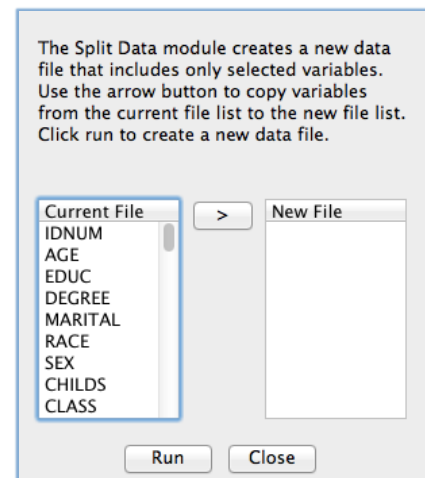 The Split Data module creates a new data
file that includes only selected variables.
Use the arrow button to copy variables
from the current file list to the new file list.
Click run to create a new data file.
Current File
>
New File
IDNUM
AGE
EDUC
DEGREE
MARITAL
RACE
SEX
CHILDS
CLASS
Run
Close